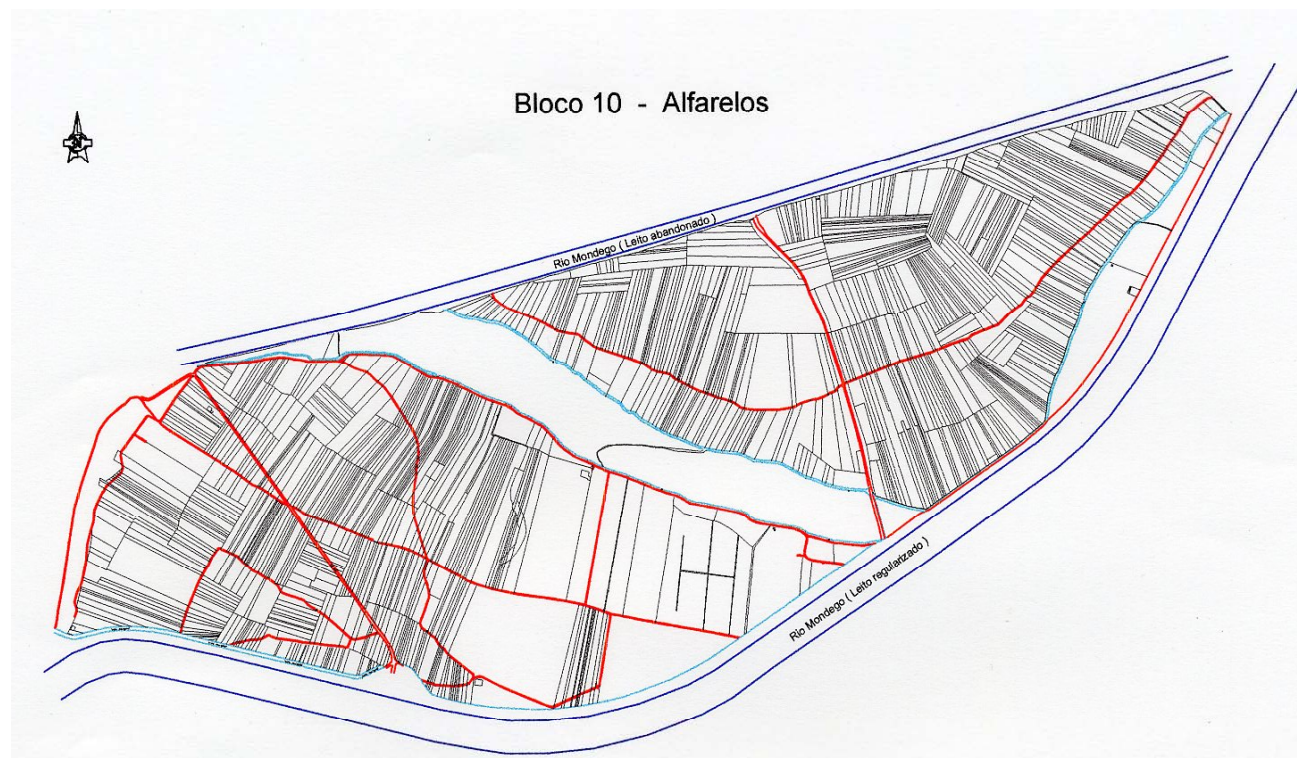 Bloco 10 - Alfarelos
Rio Mondego ( Leito abandonado )
Rio Mondego ( Leito regularizado )